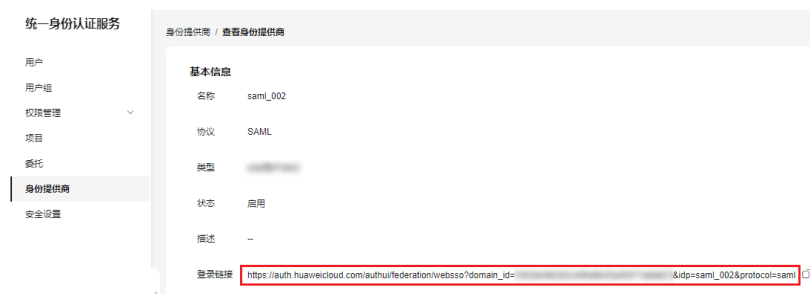 统一身份认证服务
身份提供商 / 查看身份提供商
用户
用户组
权限管理
项目
委托
身份提供商
安全设置
基本信息
名称 saml_002
协议 SAML
类型
状态 启用
描述 --
登录链接 https://auth.huaweicloud.com/authui/federation/websso?domain_id= &idp=saml_002&protocol=saml